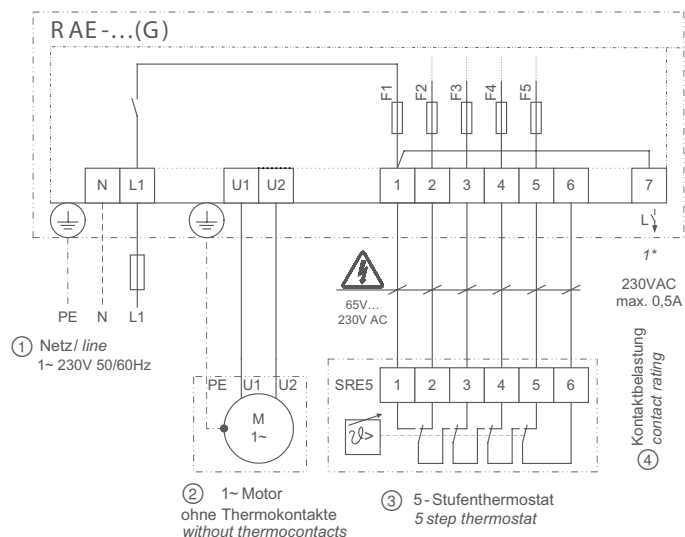 RAE-...(G)
F1 F2 F3 F4 F5
N L1 U1 U2 1 2 3 4 5 6 7
L
1*
230VAC
max. 0,5A
65V...
230V AC
PE N L1
1 Netz/ line
1~ 230V 50/60Hz
PE U1 U2
M
1~
2 1~ Motor
ohne Thermokontakte
without thermocontacts
SRE5 1 2 3 4 5 6
ϑ>
3 5-Stufenthermostat
5 step thermostat
4 Kontaktbelastung
contact rating